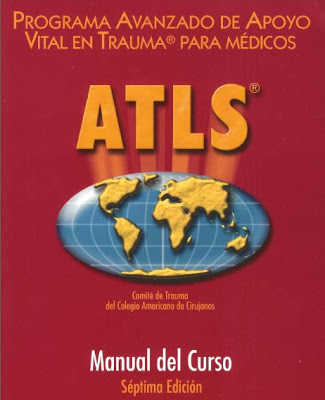 PROGRAMA AVANZADO DE APOYO
VITAL EN TRAUMA® PARA MÉDICOS
ATLS®
Comité de Trauma
del Colegio Americano de Cirujanos
Manual del Curso
Séptima Edición